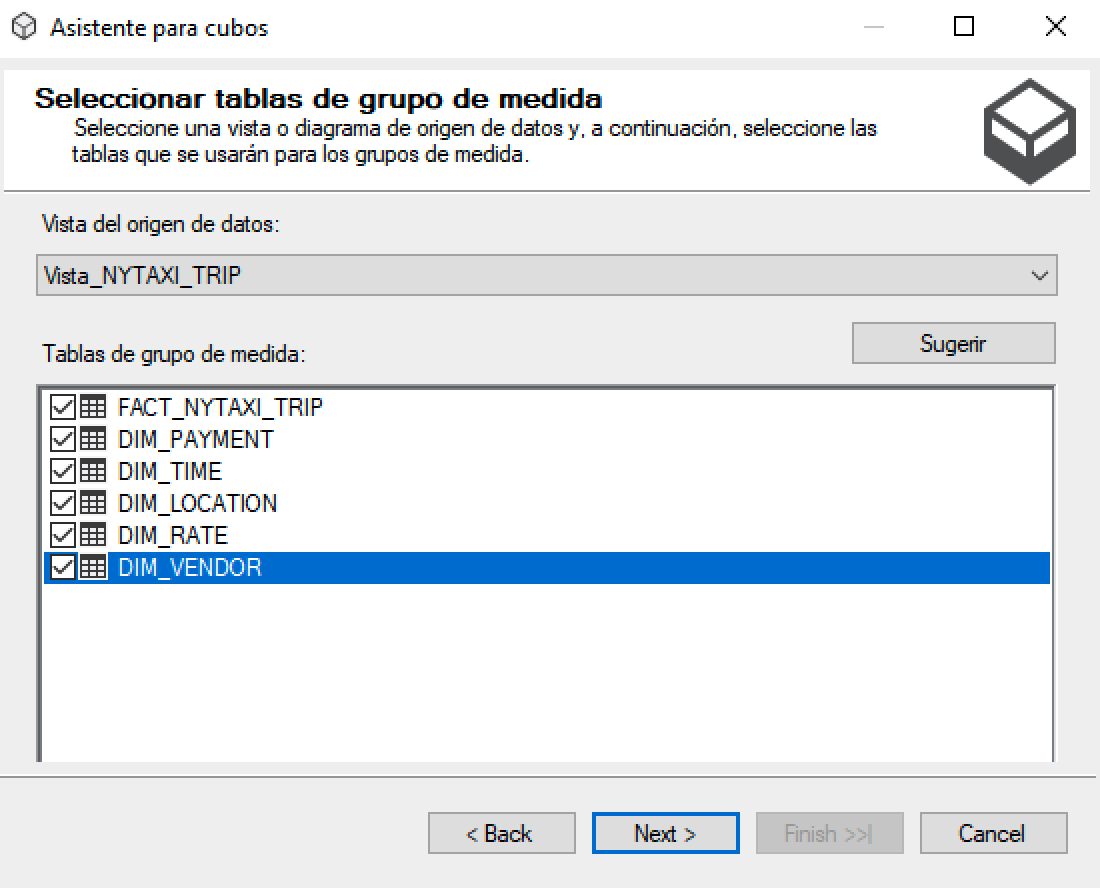 Asistente para cubos
Seleccionar tablas de grupo de medida
Seleccione una vista o diagrama de origen de datos y, a continuación, seleccione las
tablas que se usarán para los grupos de medida.
Vista del origen de datos:
Vista_NYTAXI_TRIP
Sugerir
Tablas de grupo de medida:
FACT_NYTAXI_TRIP
DIM_PAYMENT
DIM_TIME
DIM_LOCATION
DIM_RATE
DIM_VENDOR
< Back Next > Finish >>| Cancel